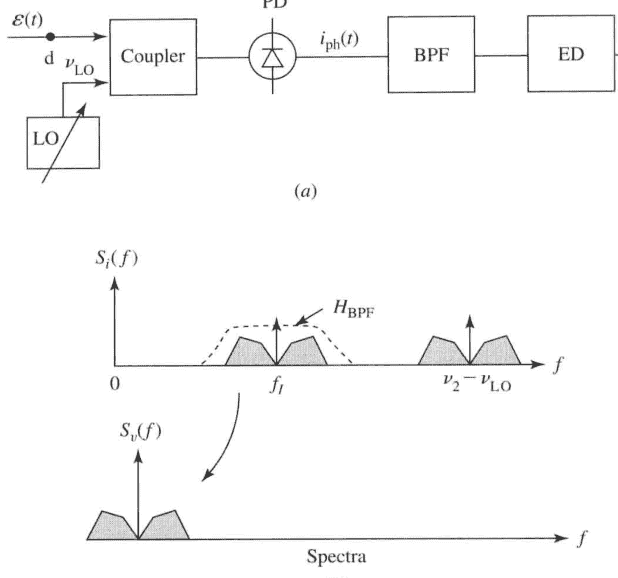 PD
ℰ(t)
d
ν_LO
Coupler
i_ph(t)
BPF
ED
LO
(a)
S_i(f)
H_BPF
0
f_I
ν_2 − ν_LO
f
S_v(f)
f
Spectra